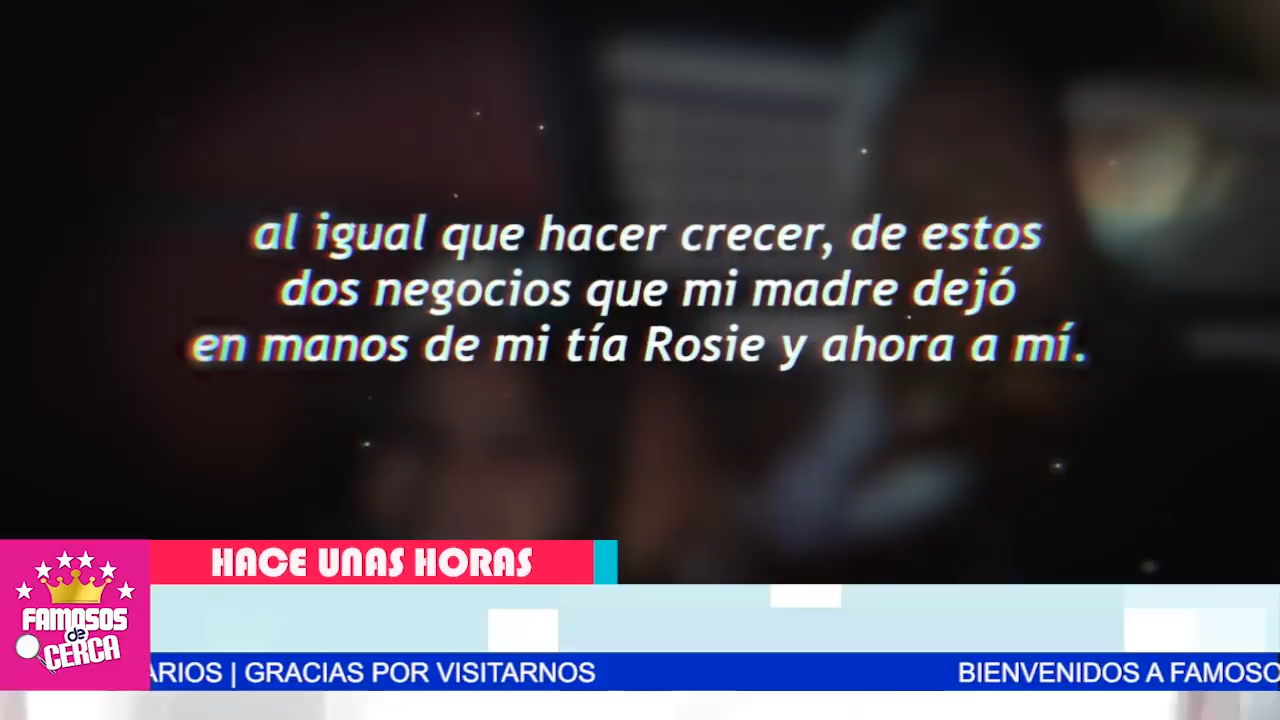 al igual que hacer crecer, de estos
dos negocios que mi madre dejó
en manos de mi tía Rosie y ahora a mí.
HACE UNAS HORAS
FAMOSOS
de
CERCA
ARIOS | GRACIAS POR VISITARNOS BIENVENIDOS A FAMOSO